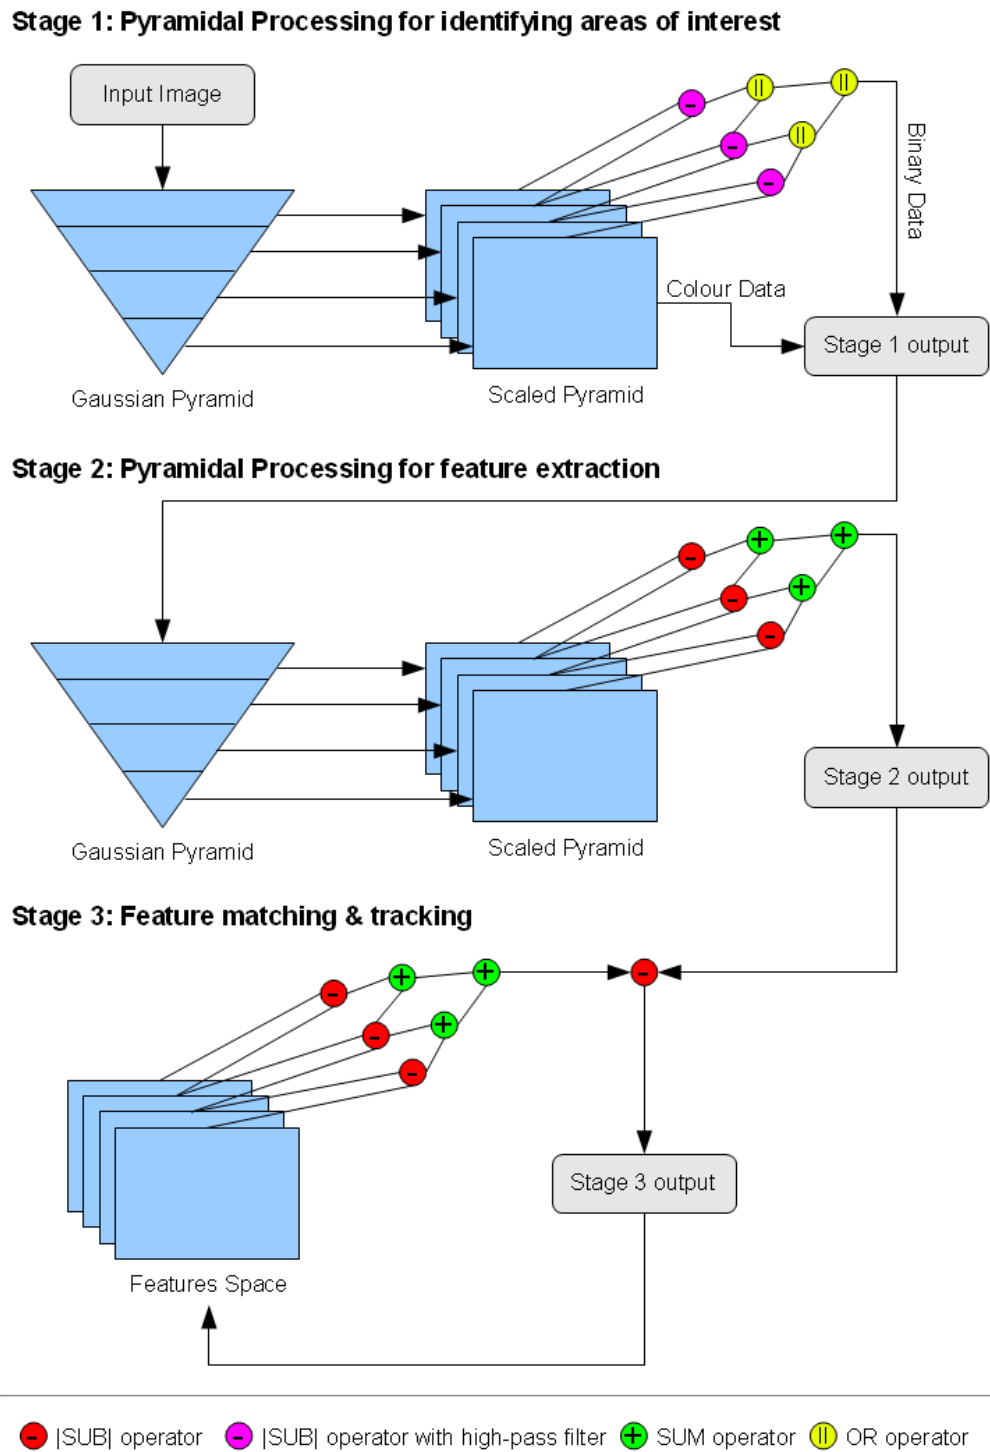 Stage 1: Pyramidal Processing for identifying areas of interest
Input Image
Binary Data
Colour Data
Stage 1 output
Gaussian Pyramid
Scaled Pyramid
Stage 2: Pyramidal Processing for feature extraction
Stage 2 output
Gaussian Pyramid
Scaled Pyramid
Stage 3: Feature matching & tracking
Stage 3 output
Features Space
|SUB| operator
|SUB| operator with high-pass filter
SUM operator
OR operator